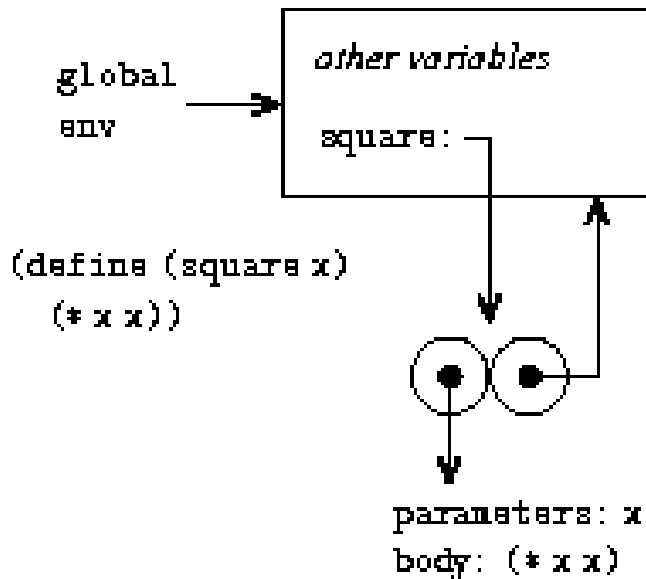 other variables
global
env
square:
(define (square x)
(* x x))
parameters: x
body: (* x x)